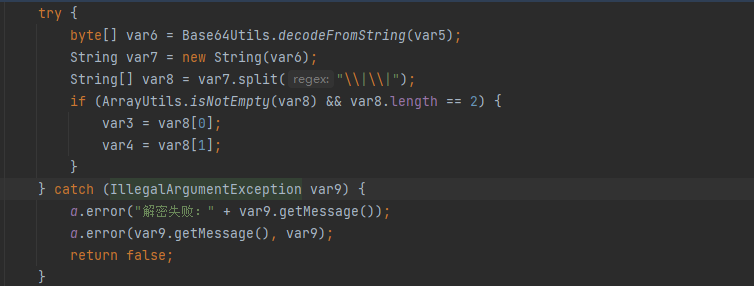 try {
byte[] var6 = Base64Utils.decodeFromString(var5);
String var7 = new String(var6);
String[] var8 = var7.split( regex: "\\|\\|");
if (ArrayUtils.isNotEmpty(var8) && var8.length == 2) {
var3 = var8[0];
var4 = var8[1];
}
} catch (IllegalArgumentException var9) {
a.error("解密失败：" + var9.getMessage());
a.error(var9.getMessage(), var9);
return false;
}